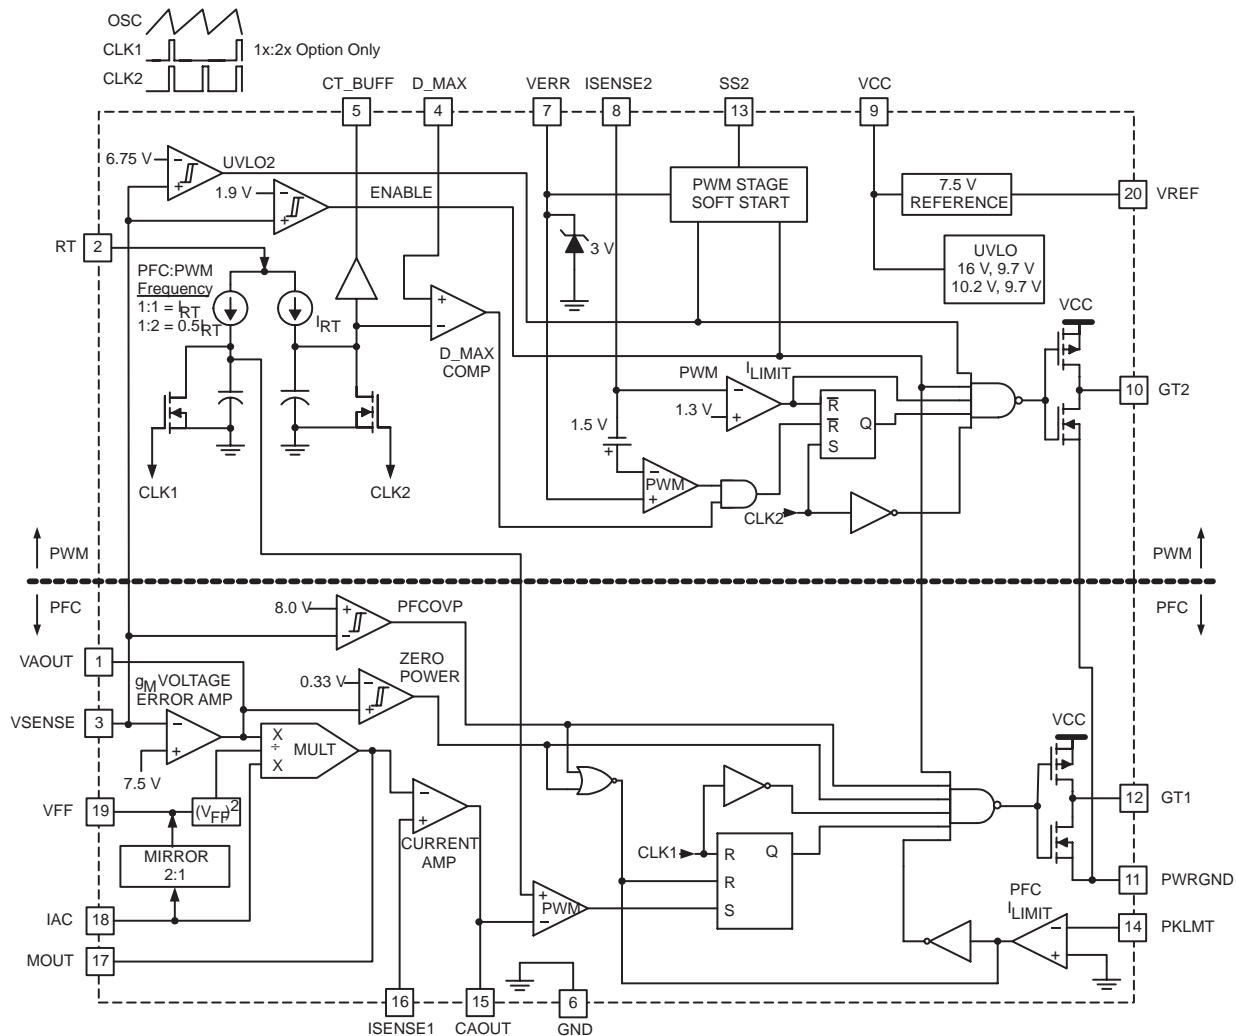 OSC
CLK1
1x:2x Option Only
CLK2
CT_BUFF
D_MAX
VERR
ISENSE2
SS2
VCC
5
4
7
8
13
9
6.75 V
−
+
UVLO2
1.9 V
−
+
ENABLE
PWM STAGE
SOFT START
7.5 V
REFERENCE
20
VREF
RT
2
3 V
UVLO
16 V, 9.7 V
10.2 V, 9.7 V
PFC:PWM
Frequency
1:1 = IRT
1:2 = 0.5IRT
IRT
+
−
D_MAX
COMP
VCC
PWM
ILIMIT
−
+
1.3 V
R
R
S
Q
10
GT2
1.5 V
+
−
PWM
+
CLK1
CLK2
CLK2
PWM
PWM
PFC
PFC
8.0 V
+
−
PFCOVP
VAOUT
1
gM VOLTAGE
ERROR AMP
ZERO
POWER
0.33 V
−
+
VSENSE
3
−
+
7.5 V
X
÷
X
MULT
VCC
VFF
19
(VFF)2
−
+
CURRENT
AMP
12
GT1
MIRROR
2:1
CLK1
R
Q
R
S
11
PWRGND
IAC
18
+
PWM
−
PFC
ILIMIT
−
+
14
PKLMT
MOUT
17
16
15
6
ISENSE1
CAOUT
GND